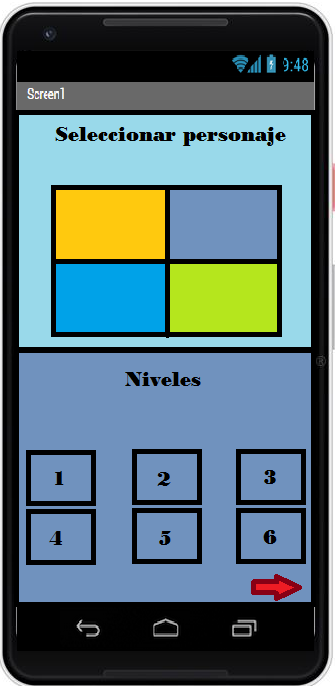 9:48
Screen1
Seleccionar personaje
Niveles
1 2 3
4 5 6